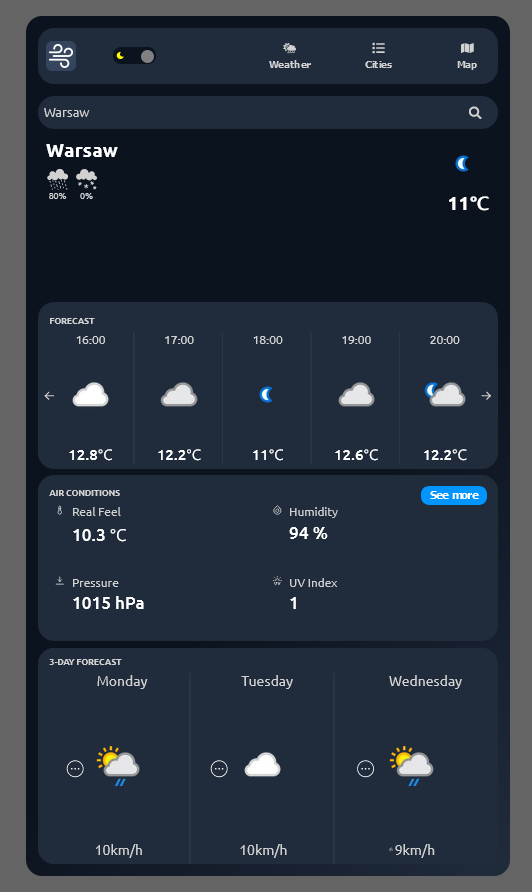 Weather Cities Map
Warsaw
Warsaw
80% 0%
11°C
FORECAST
16:00 17:00 18:00 19:00 20:00
12.8°C 12.2°C 11°C 12.6°C 12.2°C
AIR CONDITIONS
See more
Real Feel Humidity
10.3 °C 94 %
Pressure UV Index
1015 hPa 1
3-DAY FORECAST
Monday Tuesday Wednesday
10km/h 10km/h 9km/h